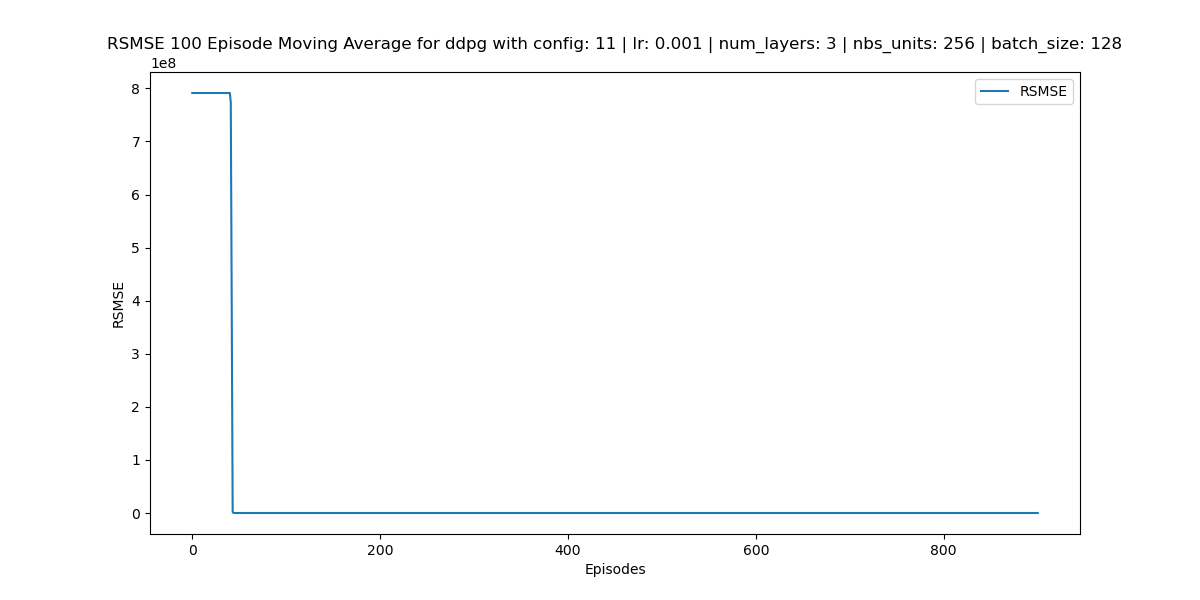 RSMSE 100 Episode Moving Average for ddpg with config: 11 | lr: 0.001 | num_layers: 3 | nbs_units: 256 | batch_size: 128
1e8
RSMSE
8
7
6
5
4
3
2
1
0
RSMSE
0 200 400 600 800
Episodes